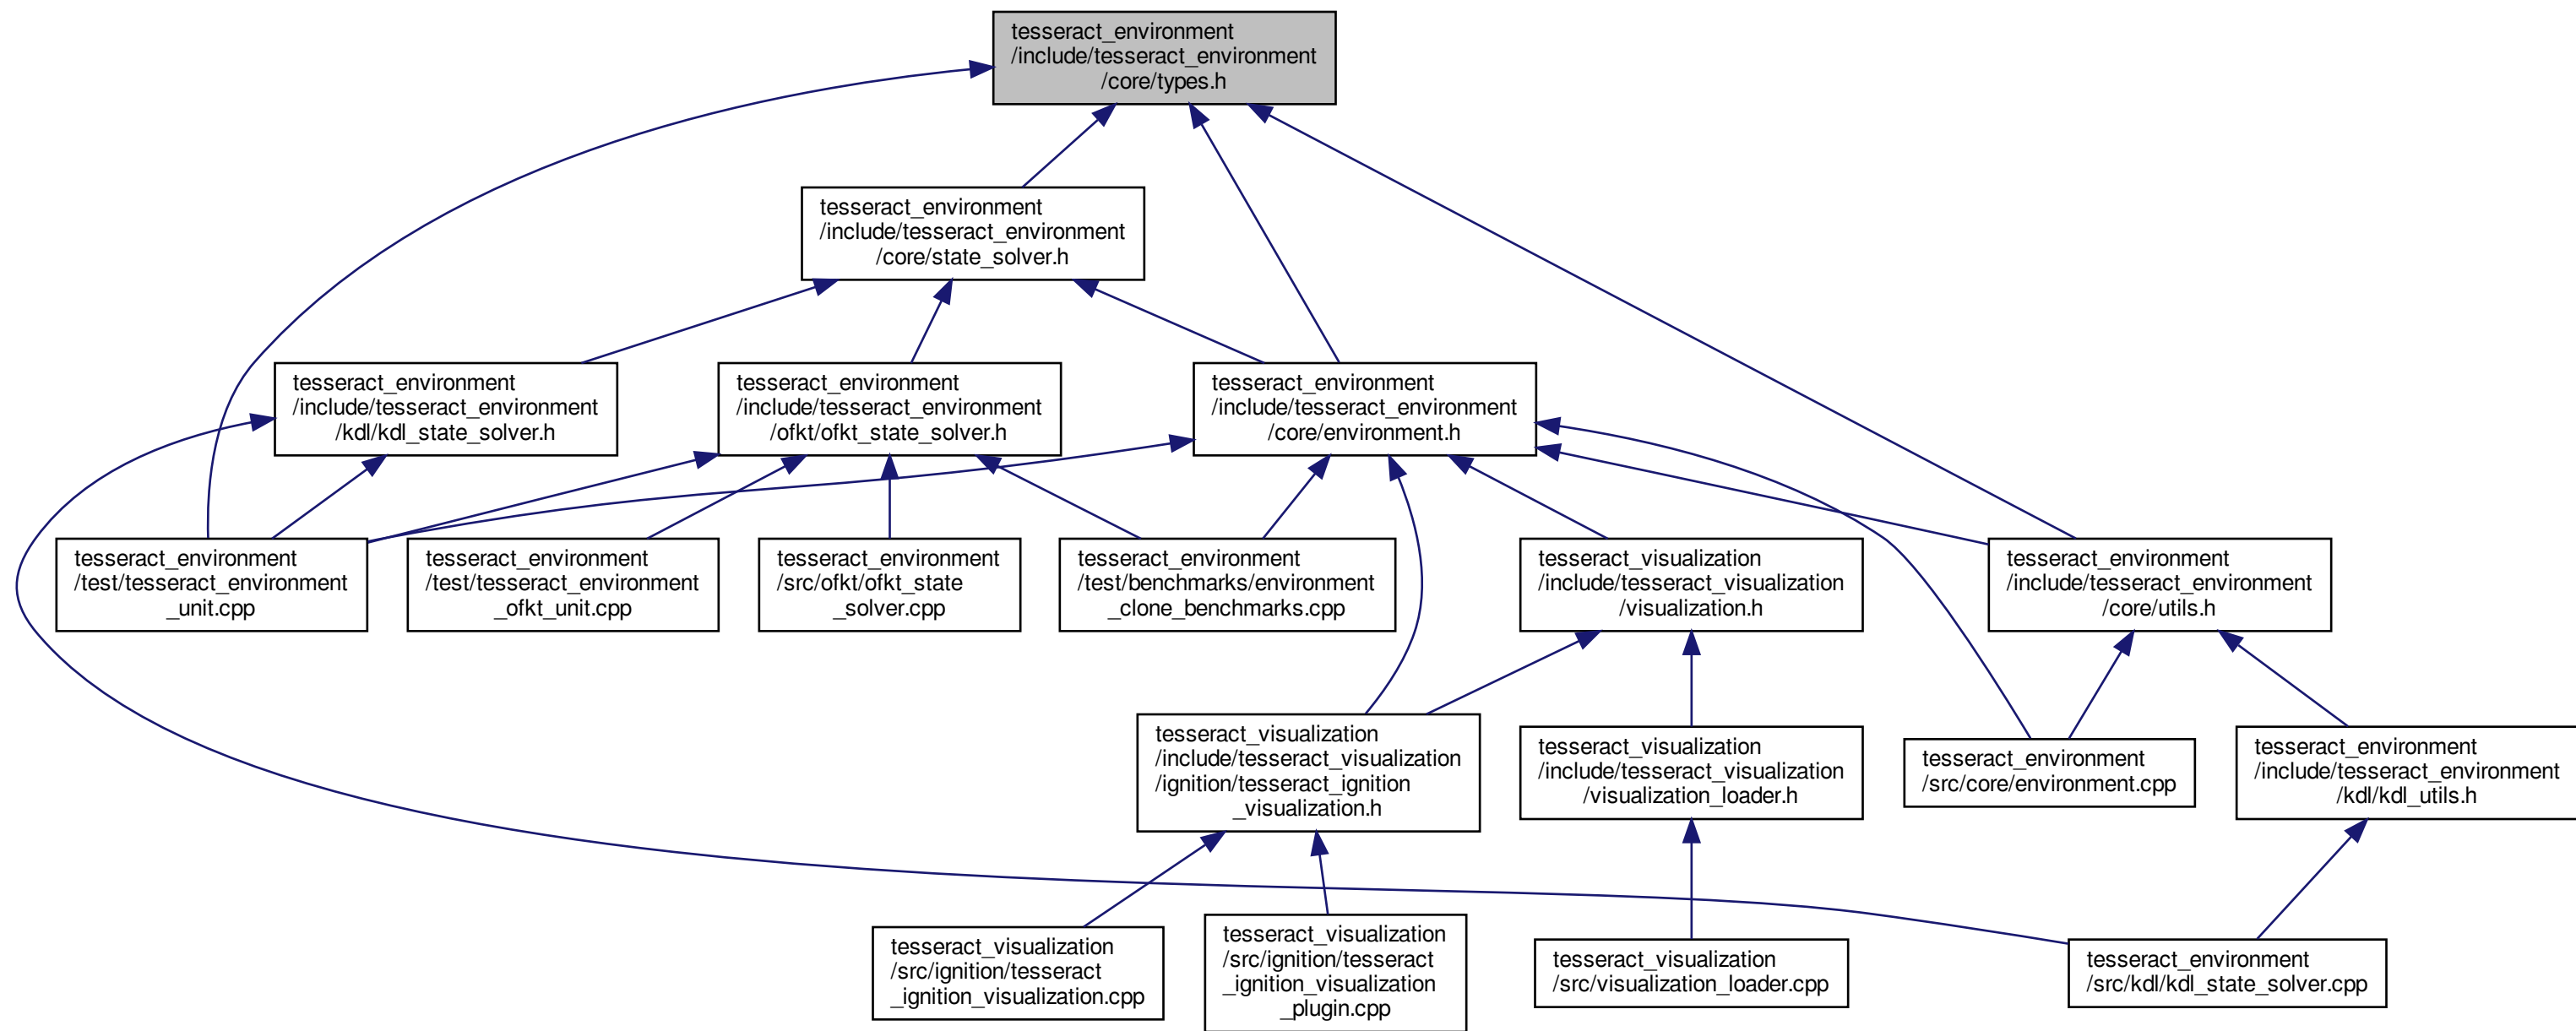 tesseract_environment
/include/tesseract_environment
/core/types.h
tesseract_environment
/include/tesseract_environment
/core/state_solver.h
tesseract_environment
/include/tesseract_environment
/kdl/kdl_state_solver.h
tesseract_environment
/include/tesseract_environment
/ofkt/ofkt_state_solver.h
tesseract_environment
/include/tesseract_environment
/core/environment.h
tesseract_environment
/test/tesseract_environment
_unit.cpp
tesseract_environment
/test/tesseract_environment
_ofkt_unit.cpp
tesseract_environment
/src/ofkt/ofkt_state
_solver.cpp
tesseract_environment
/test/benchmarks/environment
_clone_benchmarks.cpp
tesseract_visualization
/include/tesseract_visualization
/visualization.h
tesseract_environment
/include/tesseract_environment
/core/utils.h
tesseract_visualization
/include/tesseract_visualization
/ignition/tesseract_ignition
_visualization.h
tesseract_visualization
/include/tesseract_visualization
/visualization_loader.h
tesseract_environment
/src/core/environment.cpp
tesseract_environment
/include/tesseract_environment
/kdl/kdl_utils.h
tesseract_visualization
/src/ignition/tesseract
_ignition_visualization.cpp
tesseract_visualization
/src/ignition/tesseract
_ignition_visualization
_plugin.cpp
tesseract_visualization
/src/visualization_loader.cpp
tesseract_environment
/src/kdl/kdl_state_solver.cpp